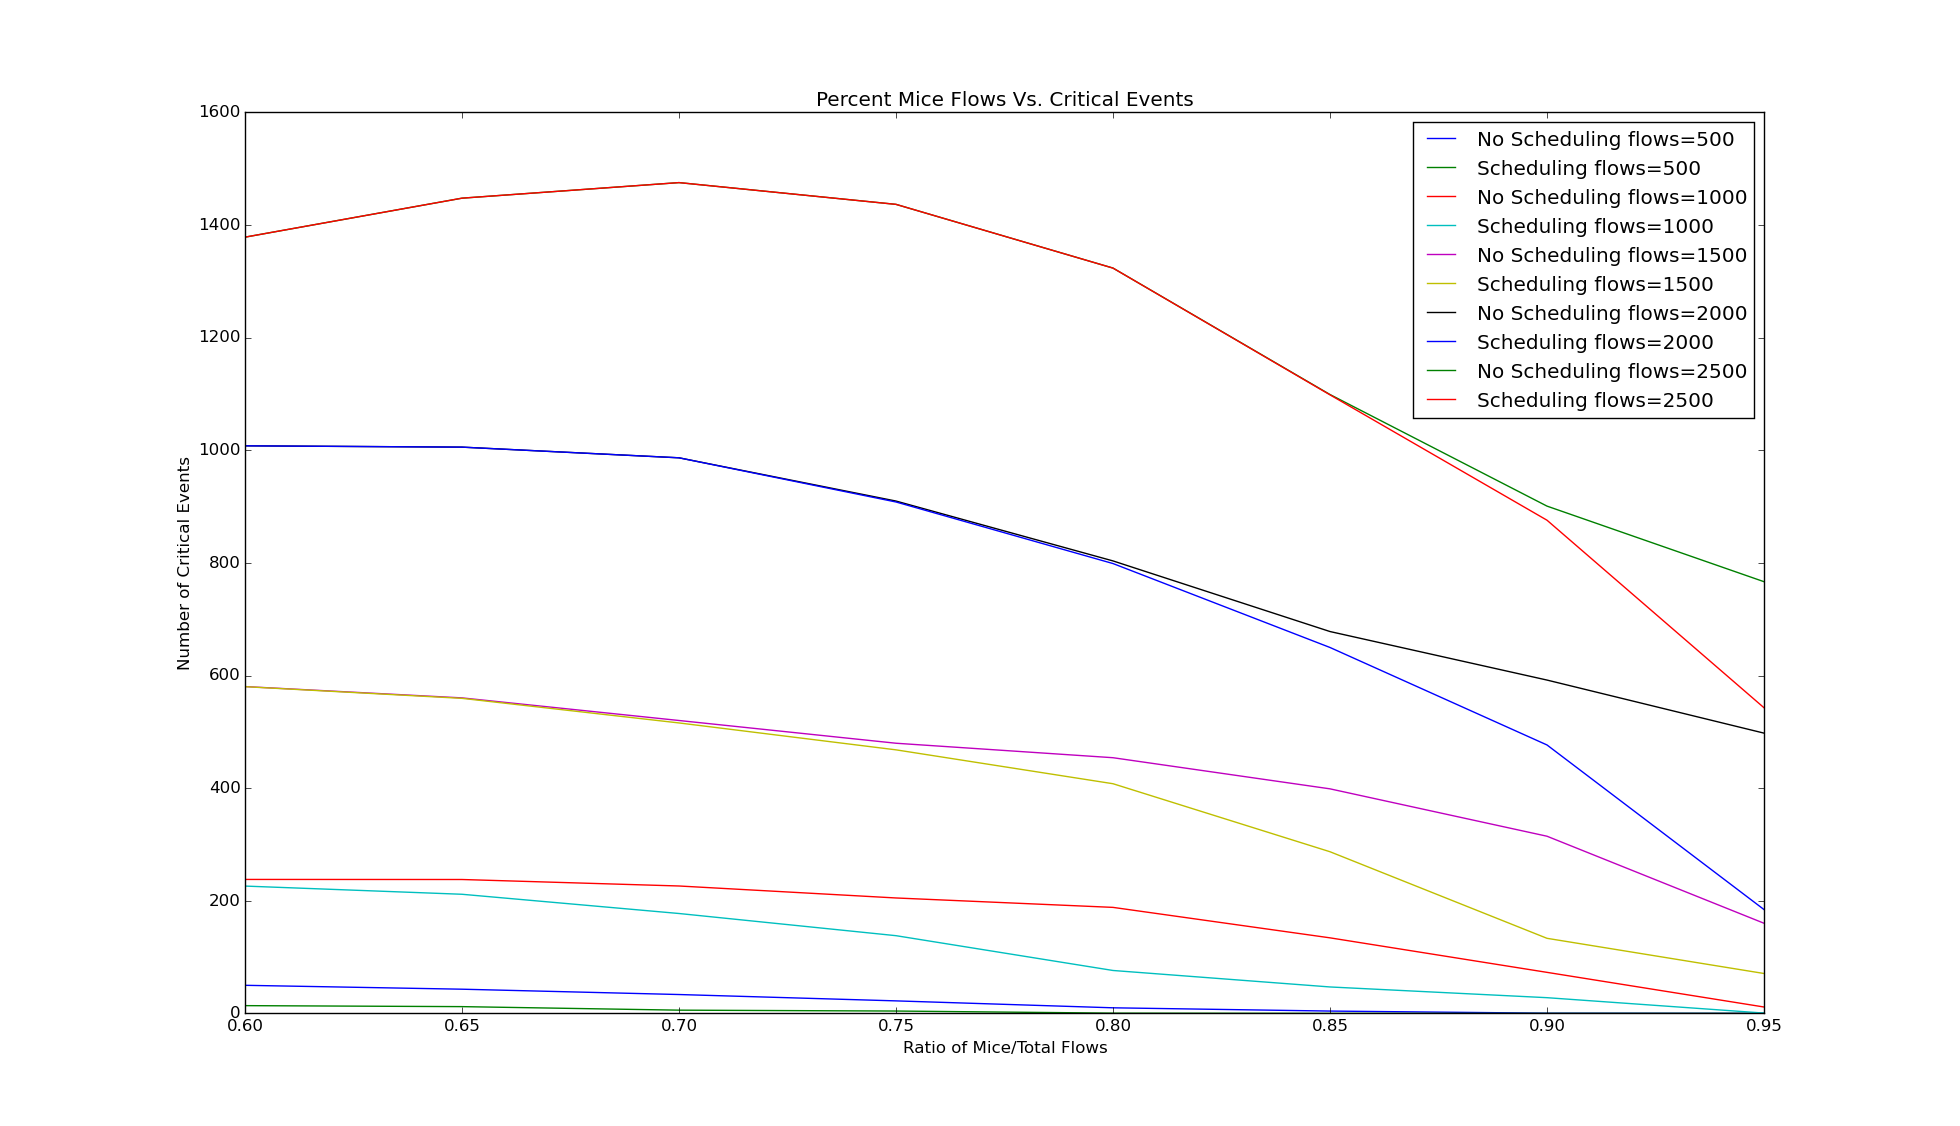 Percent Mice Flows Vs. Critical Events
1600
1400
1200
1000
800
600
400
200
0
Number of Critical Events
No Scheduling flows=500
Scheduling flows=500
No Scheduling flows=1000
Scheduling flows=1000
No Scheduling flows=1500
Scheduling flows=1500
No Scheduling flows=2000
Scheduling flows=2000
No Scheduling flows=2500
Scheduling flows=2500
0.60 0.65 0.70 0.75 0.80 0.85 0.90 0.95
Ratio of Mice/Total Flows